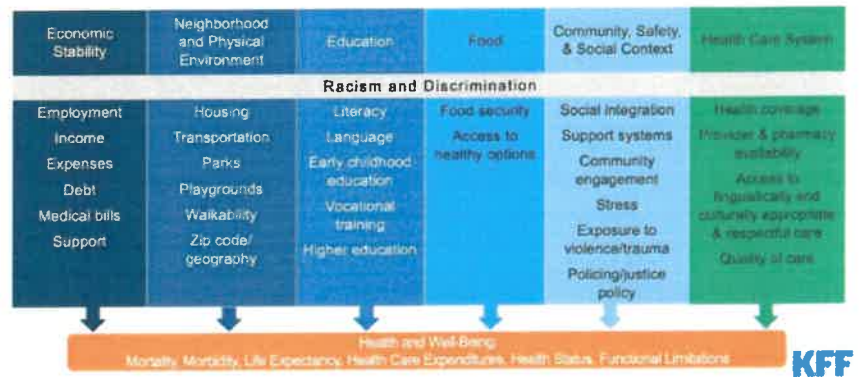 Economic
Stability
Neighborhood
and Physical
Environment
Education
Food
Community, Safety,
& Social Context
Health Care System
Racism and Discrimination
Employment
Income
Expenses
Debt
Medical bills
Support
Housing
Transportation
Parks
Playgrounds
Walkability
Zip code/
geography
Literacy
Language
Early childhood
education
Vocational
training
Higher education
Food security
Access to
healthy options
Social integration
Support systems
Community
engagement
Stress
Exposure to
violence/trauma
Policing/justice
policy
Health coverage
Provider & pharmacy
availability
Access to
linguistically and
culturally appropriate
& respectful care
Quality of care
Health and Well-Being:
Mortality, Morbidity, Life Expectancy, Health Care Expenditures, Health Status, Functional Limitations
KFF